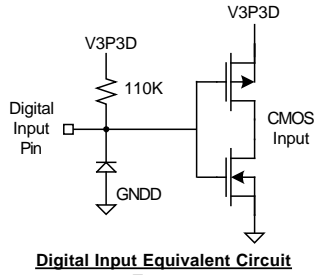 V3P3D
V3P3D
110K
Digital
Input
Pin
CMOS
Input
GNDD
Digital Input Equivalent Circuit